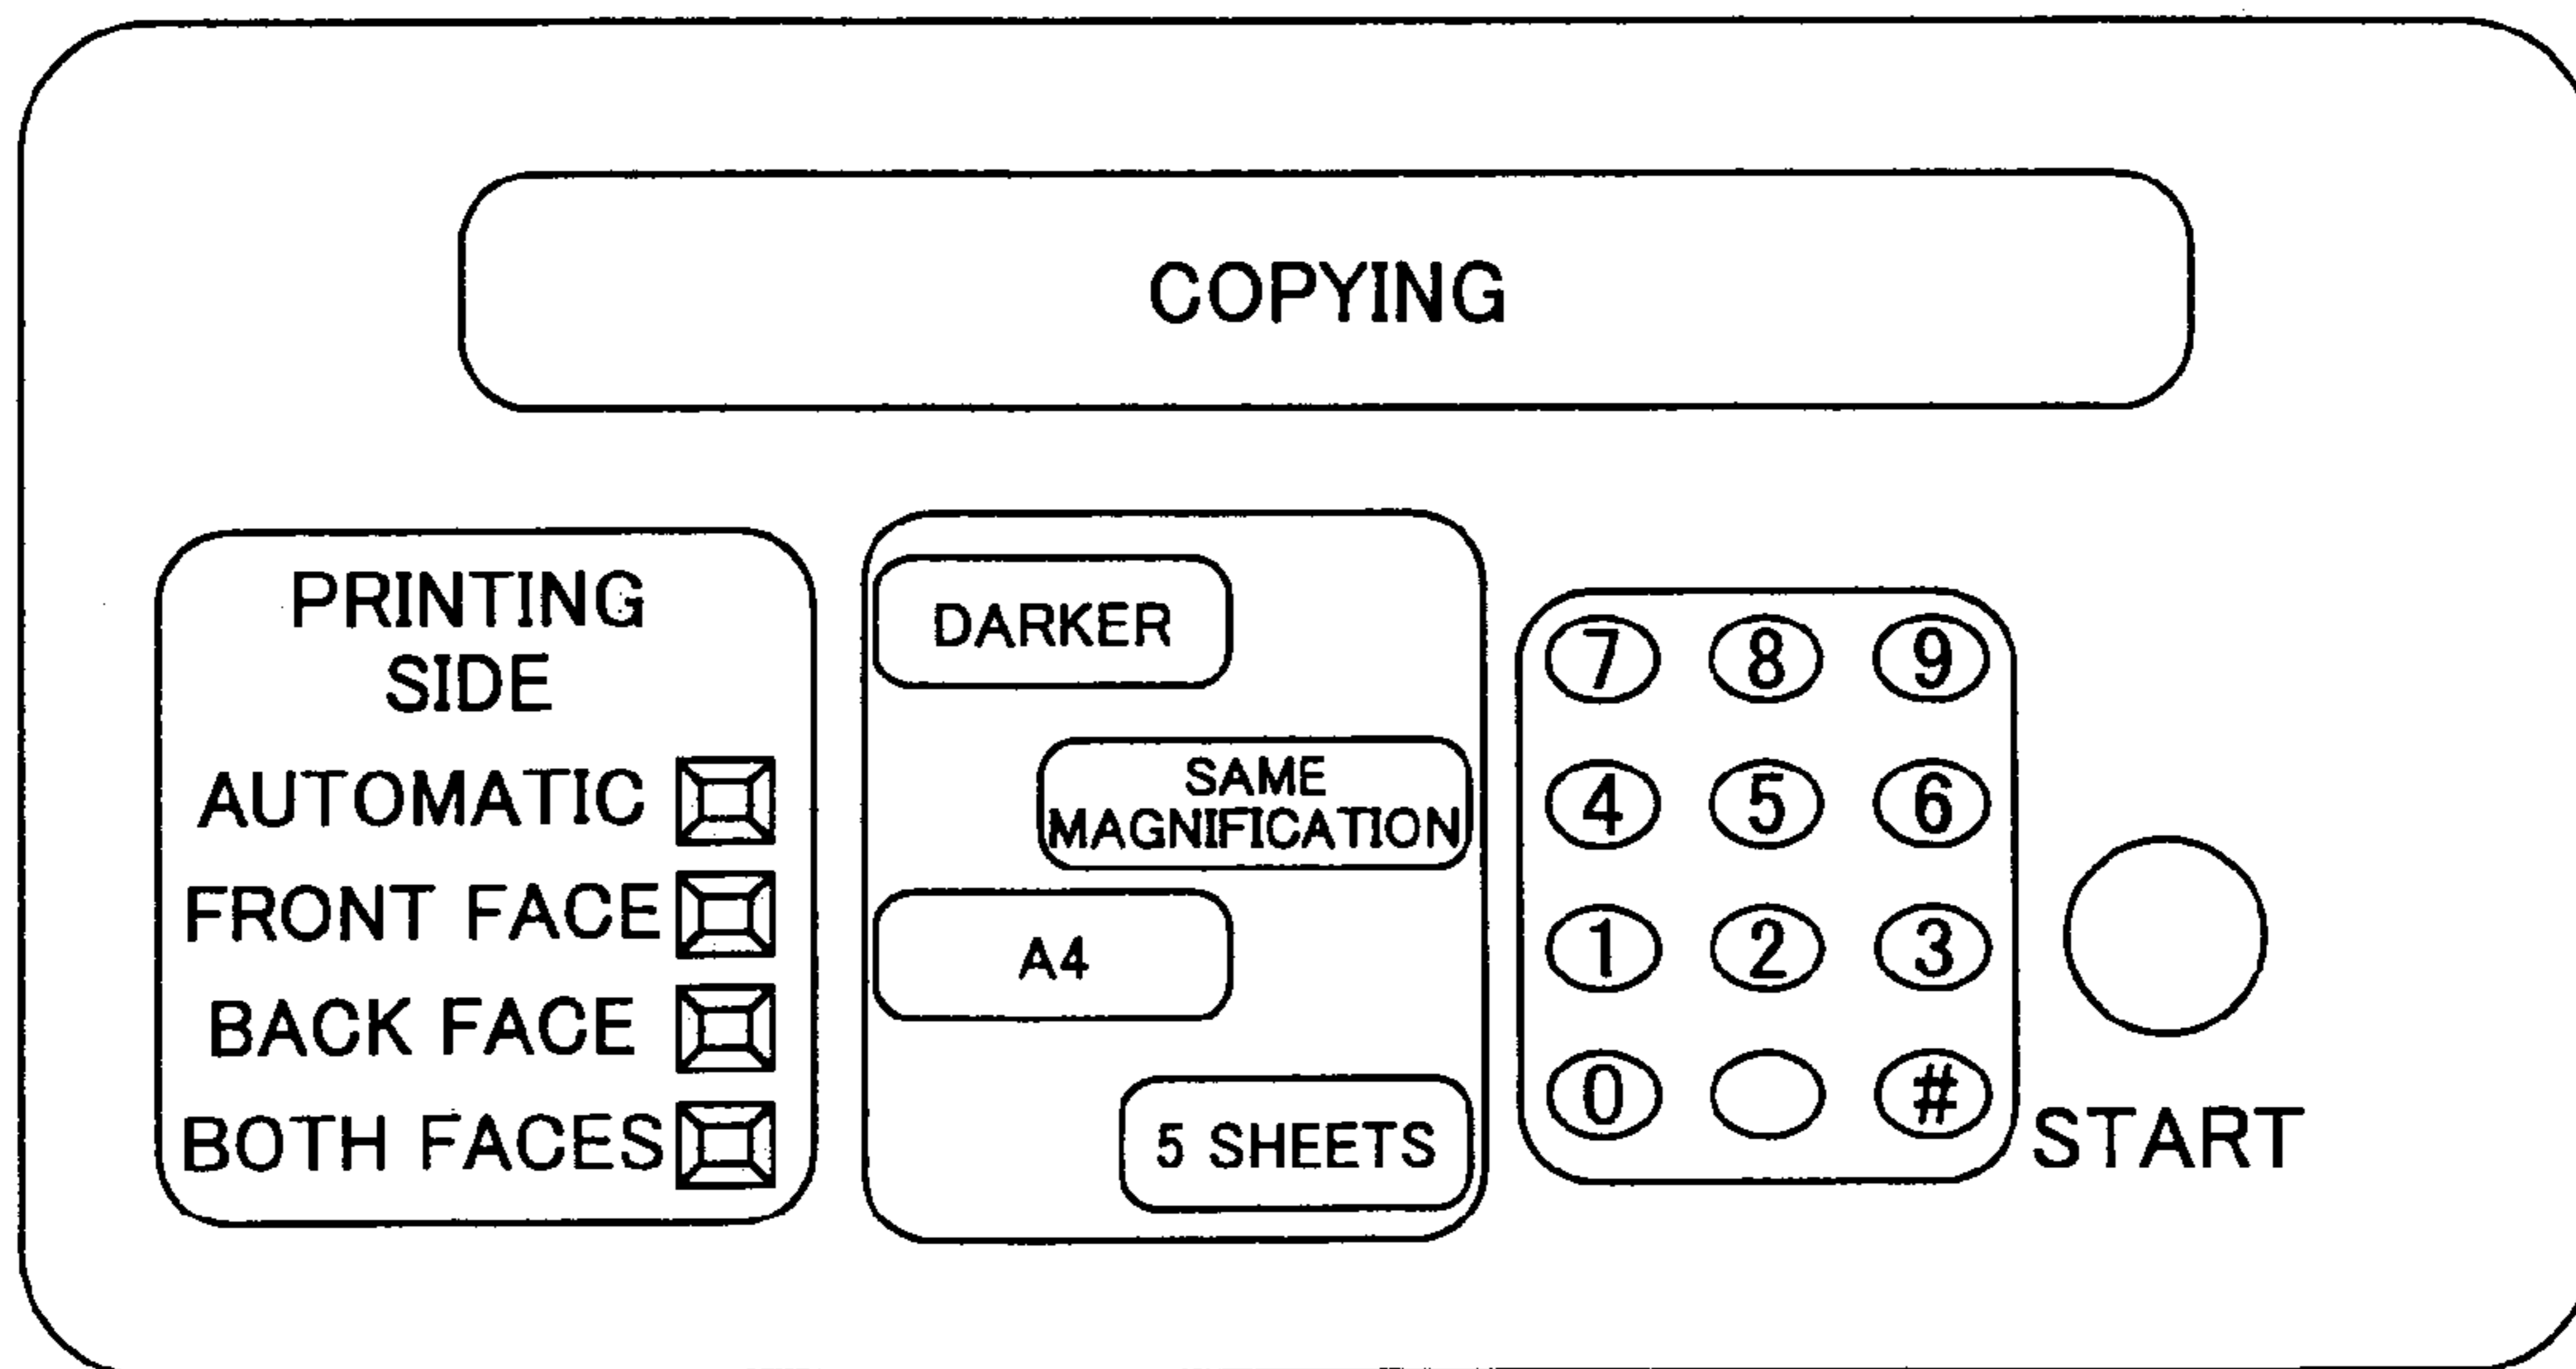 COPYING
PRINTING
SIDE
AUTOMATIC
FRONT FACE
BACK FACE
BOTH FACES
DARKER
SAME
MAGNIFICATION
A4
5 SHEETS
7 8 9
4 5 6
1 2 3
0 #
START